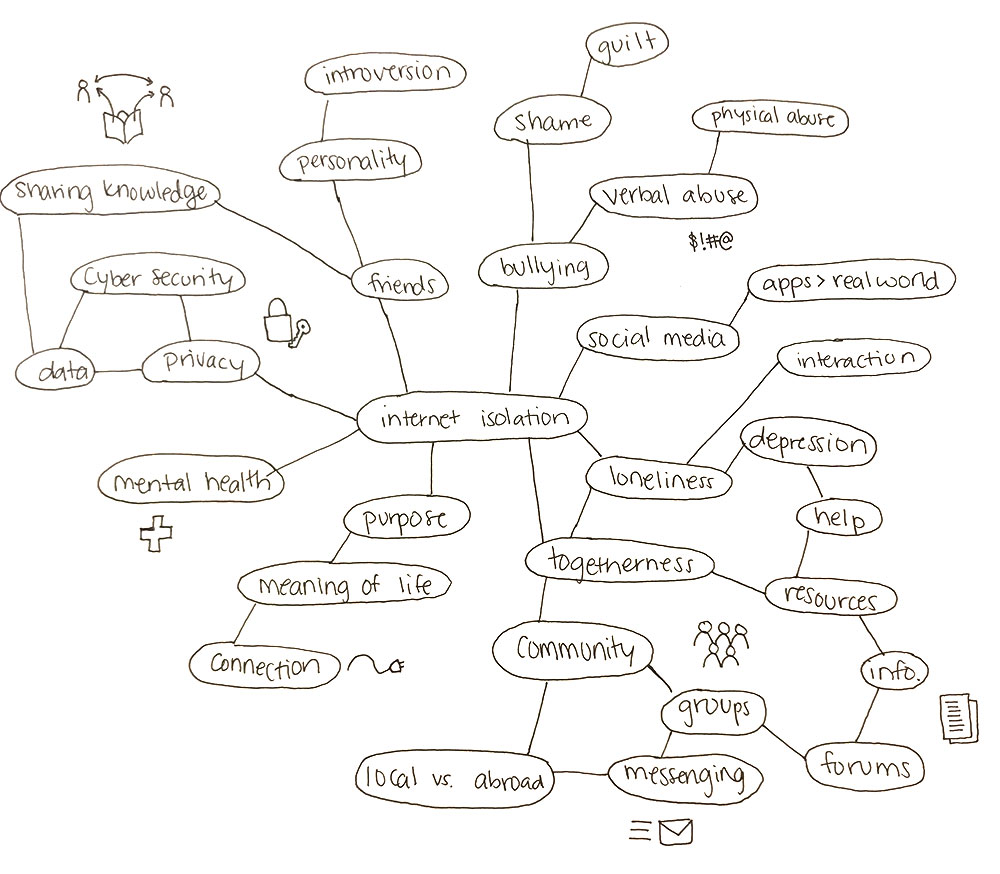 guilt
introversion
shame
physical abuse
personality
sharing knowledge
verbal abuse
$!#@
bullying
friends
cyber security
apps > real world
social media
interaction
privacy
data
internet isolation
depression
loneliness
mental health
purpose
help
togetherness
meaning of life
resources
community
connection
info.
groups
forums
local vs. abroad
messenging